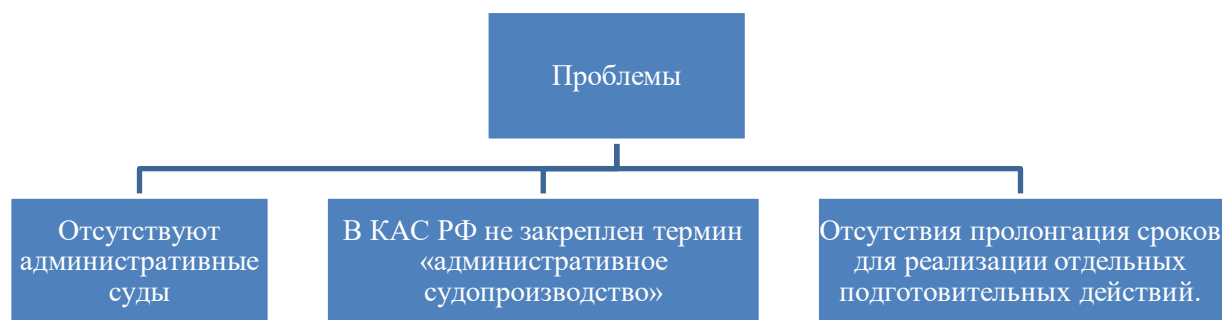 Проблемы
Отсутствуют
административные
суды
В КАС РФ не закреплен термин
«административное
судопроизводство»
Отсутствия пролонгация сроков
для реализации отдельных
подготовительных действий.